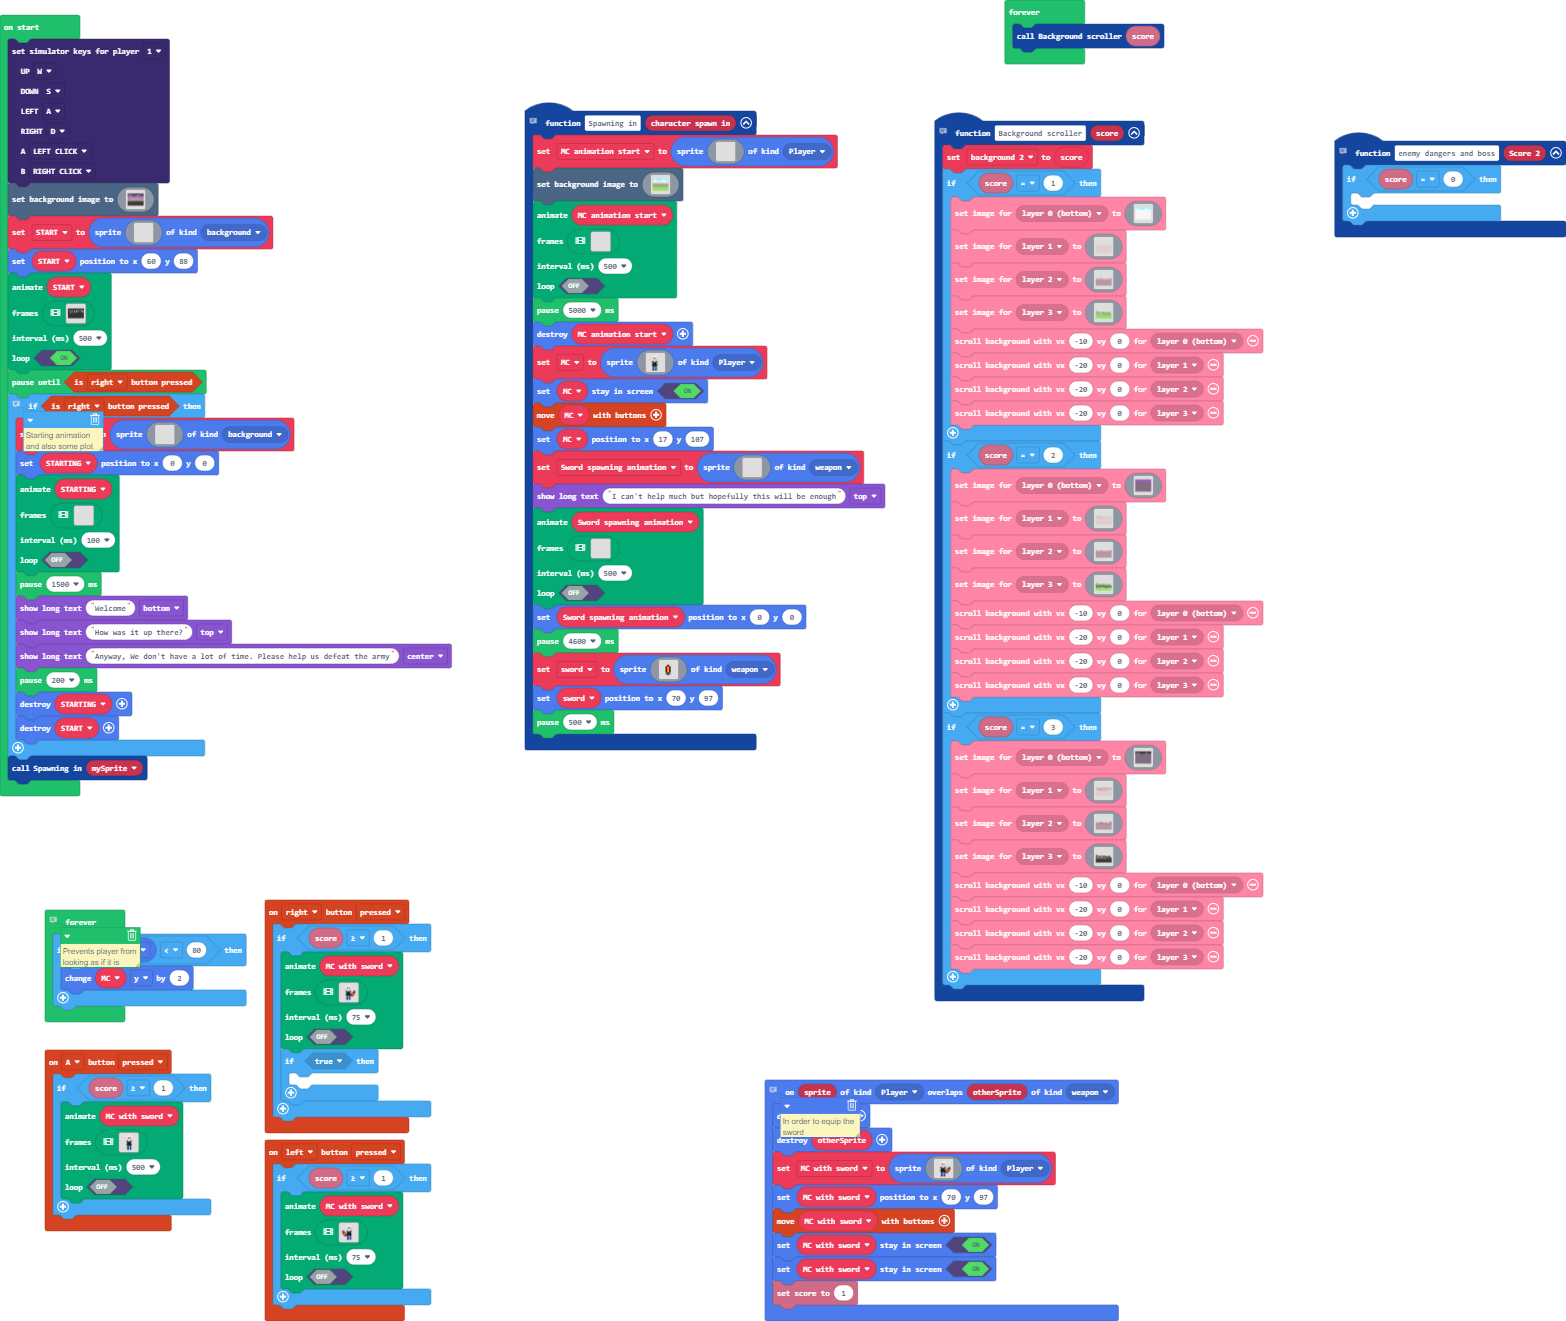 on start
set simulator keys for player 1
UP W
DOWN S
LEFT A
RIGHT D
A LEFT CLICK
B RIGHT CLICK
set background image to
set START to sprite of kind background
set START position to x 60 y 88
animate START
frames
interval (ms) 500
loop ON
pause until is right button pressed
if is right button pressed then
Starting animation
and also some plot
sprite of kind background
set STARTING position to x 0 y 0
animate STARTING
frames
interval (ms) 100
loop OFF
pause 1500 ms
show long text "Welcome" bottom
show long text "How was it up there?" top
show long text "Anyway, We don't have a lot of time. Please help us defeat the army" center
pause 200 ms
destroy STARTING
destroy START
call Spawning in mySprite
function Spawning in character spawn in
set MC animation start to sprite of kind Player
set background image to
animate MC animation start
frames
interval (ms) 500
loop OFF
pause 5000 ms
destroy MC animation start
set MC to sprite of kind Player
set MC stay in screen ON
move MC with buttons
set MC position to x 17 y 107
set Sword spawning animation to sprite of kind weapon
show long text "I can't help much but hopefully this will be enough" top
animate Sword spawning animation
frames
interval (ms) 500
loop OFF
set Sword spawning animation position to x 0 y 0
pause 4600 ms
set sword to sprite of kind weapon
set sword position to x 70 y 97
pause 500 ms
forever
call Background scroller score
function Background scroller score
set background 2 to score
if score = 1 then
set image for layer 0 (bottom) to
set image for layer 1 to
set image for layer 2 to
set image for layer 3 to
scroll background with vx -10 vy 0 for layer 0 (bottom)
scroll background with vx -20 vy 0 for layer 1
scroll background with vx -20 vy 0 for layer 2
scroll background with vx -20 vy 0 for layer 3
if score = 2 then
set image for layer 0 (bottom) to
set image for layer 1 to
set image for layer 2 to
set image for layer 3 to
scroll background with vx -10 vy 0 for layer 0 (bottom)
scroll background with vx -20 vy 0 for layer 1
scroll background with vx -20 vy 0 for layer 2
scroll background with vx -20 vy 0 for layer 3
if score = 3 then
set image for layer 0 (bottom) to
set image for layer 1 to
set image for layer 2 to
set image for layer 3 to
scroll background with vx -10 vy 0 for layer 0 (bottom)
scroll background with vx -20 vy 0 for layer 1
scroll background with vx -20 vy 0 for layer 2
scroll background with vx -20 vy 0 for layer 3
function enemy dangers and boss Score 2
if score = 0 then
forever
< 80 then
Prevents player from
looking as if it is
change MC y by 2
on A button pressed
if score ≥ 1 then
animate MC with sword
frames
interval (ms) 500
loop OFF
on right button pressed
if score ≥ 1 then
animate MC with sword
frames
interval (ms) 75
loop OFF
if true then
on left button pressed
if score ≥ 1 then
animate MC with sword
frames
interval (ms) 75
loop OFF
on sprite of kind Player overlaps otherSprite of kind weapon
In order to equip the
sword
destroy otherSprite
set MC with sword to sprite of kind Player
set MC with sword position to x 70 y 97
move MC with sword with buttons
set MC with sword stay in screen ON
set MC with sword stay in screen ON
set score to 1